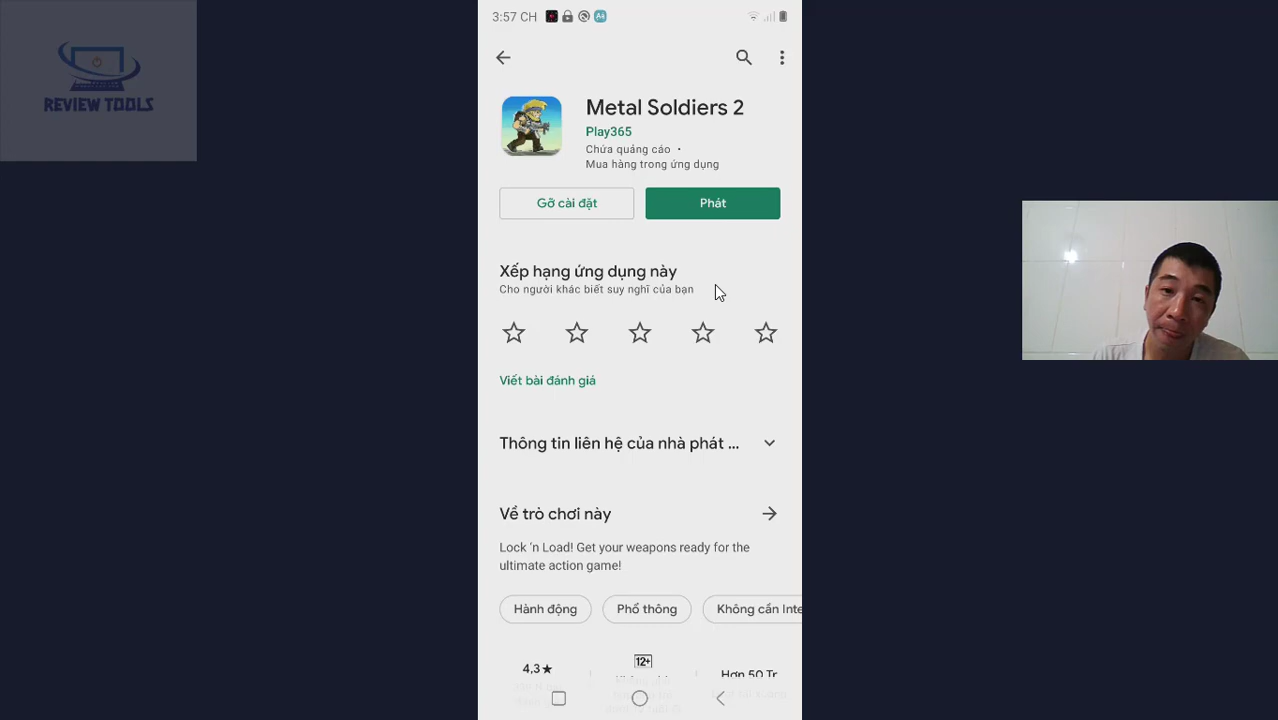 3:57 CH
REVIEW TOOLS
Metal Soldiers 2
Play365
Chứa quảng cáo •
Mua hàng trong ứng dụng
Gỡ cài đặt
Phát
Xếp hạng ứng dụng này
Cho người khác biết suy nghĩ của bạn
Viết bài đánh giá
Thông tin liên hệ của nhà phát ...
Về trò chơi này
Lock 'n Load! Get your weapons ready for the
ultimate action game!
Hành động
Phổ thông
Không cần Inte
4,3★
12+
Hơn 50 Tr